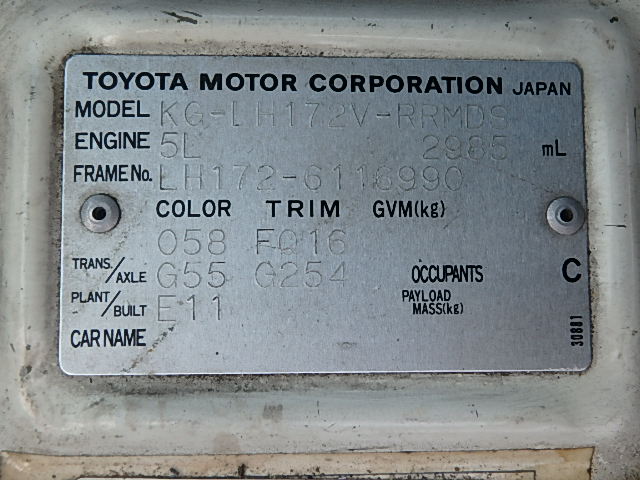 TOYOTA MOTOR CORPORATION JAPAN
MODEL KG-LH172V-RRMDS
ENGINE 5L 2985 mL
FRAME No. LH172-6116990
COLOR TRIM GVM(kg)
058 FQ16
TRANS./AXLE G55 G254 OCCUPANTS C
PLANT/BUILT E11 PAYLOAD MASS(kg)
CAR NAME
30881